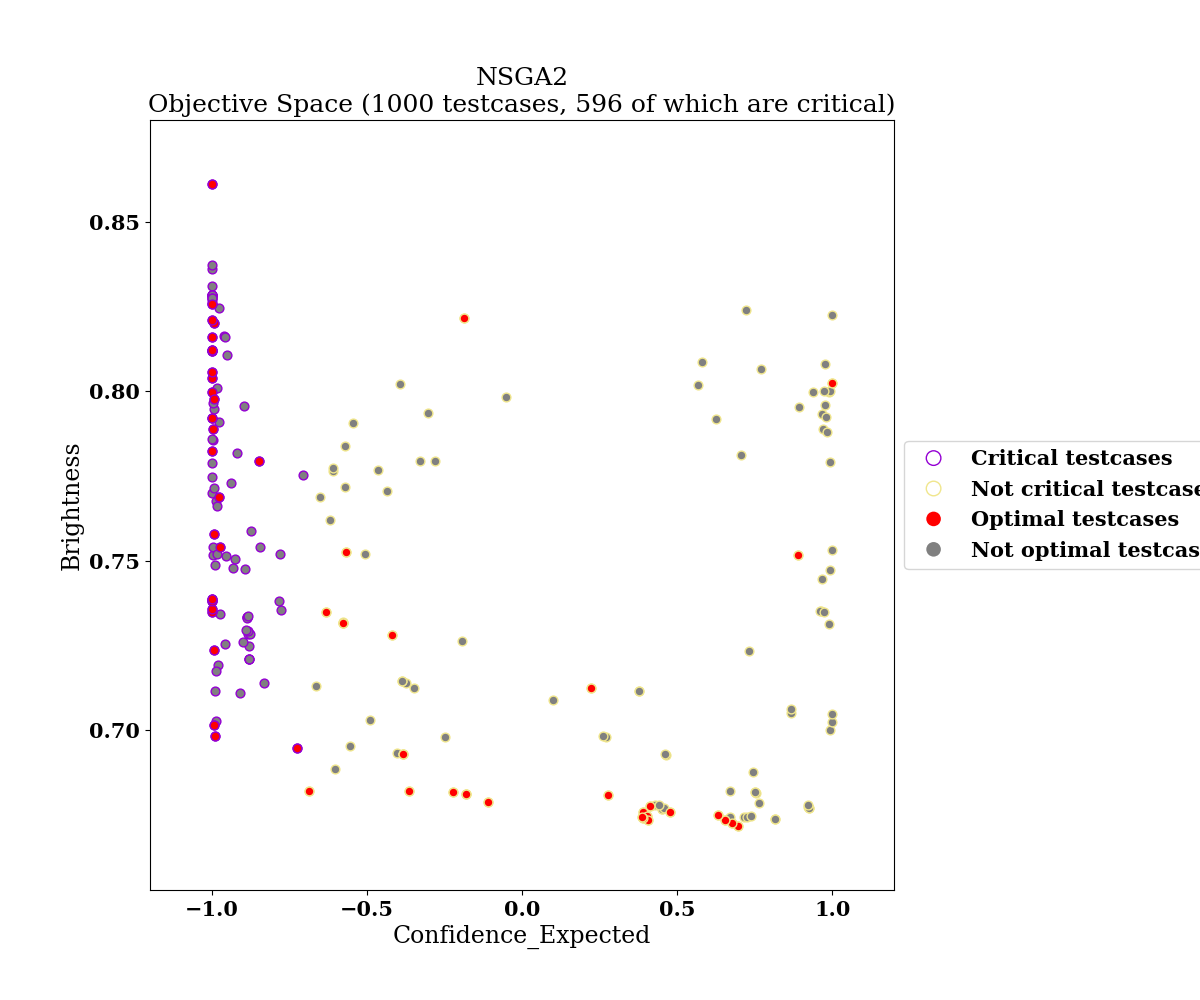 NSGA2
Objective Space (1000 testcases, 596 of which are critical)
0.85
0.80
0.75
0.70
Brightness
−1.0
−0.5
0.0
0.5
1.0
Confidence_Expected
Critical testcases
Not critical testcase
Optimal testcases
Not optimal testcas